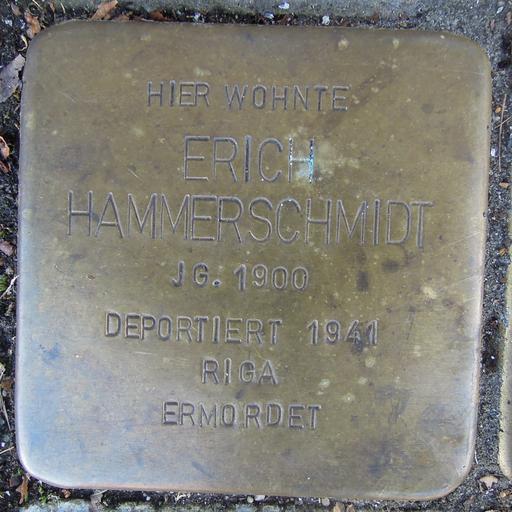 HIER WOHNTE
ERICH
HAMMERSCHMIDT
JG. 1900
DEPORTIERT 1941
RIGA
ERMORDET